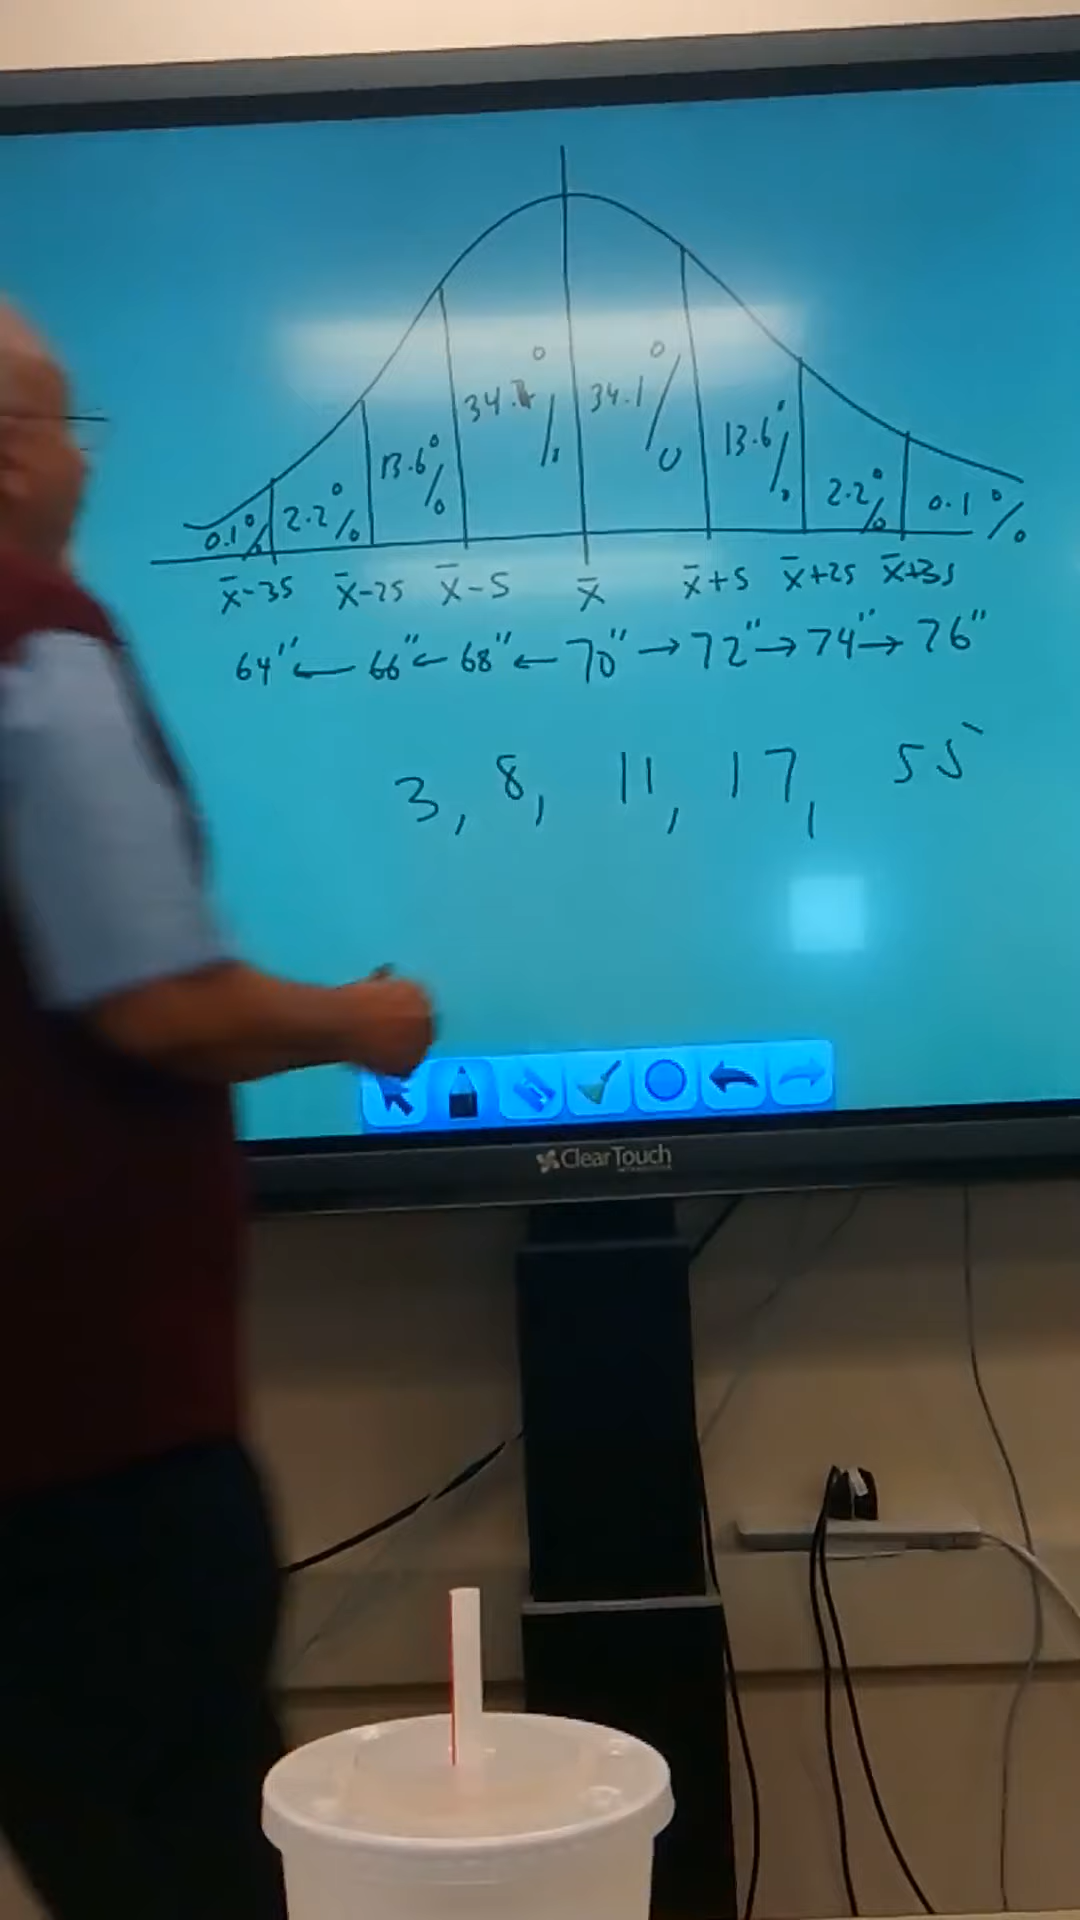 0.1% 2.2% 13.6% 34.1% 34.1% 13.6% 2.2% 0.1%
x̄-3s x̄-2s x̄-s x̄ x̄+s x̄+2s x̄+3s
64" ← 66" ← 68" ← 70" → 72" → 74" → 76"
3, 8, 11, 17, 55
ClearTouch